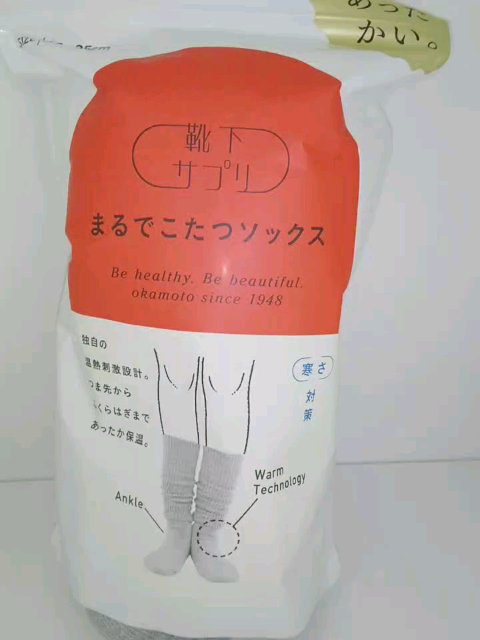 あった
かい。
靴下
サプリ
まるでこたつソックス
Be healthy. Be beautiful.
okamoto since 1948
独自の
温熱刺激設計。
つま先から
ふくらはぎまで
あったか保温。
寒さ
対
策
Warm
Technology
Ankle